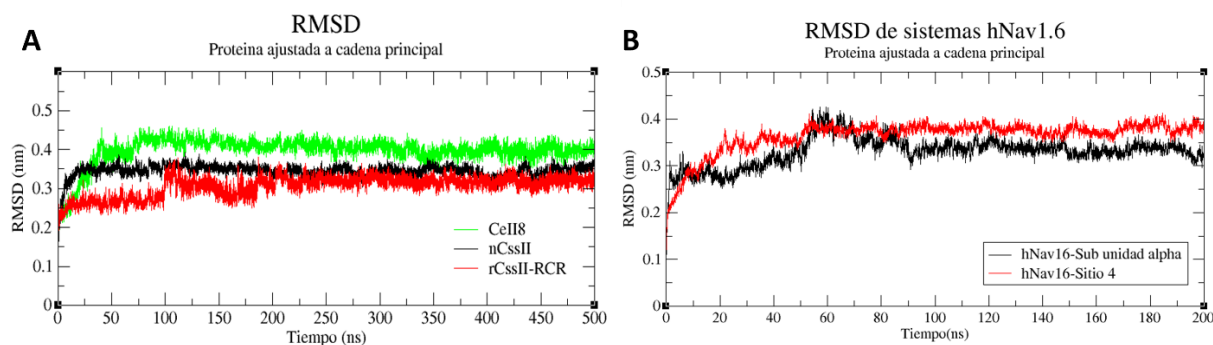 A
RMSD
Proteina ajustada a cadena principal
RMSD (nm)
0.5
0.4
0.3
0.2
0.1
0
CeII8
nCssII
rCssII-RCR
0 50 100 150 200 250 300 350 400 450 500
Tiempo (ns)
B
RMSD de sistemas hNav1.6
Proteina ajustada a cadena principal
RMSD (nm)
0.5
0.4
0.3
0.2
0.1
0
hNav16-Sub unidad alpha
hNav16-Sitio 4
0 20 40 60 80 100 120 140 160 180 200
Tiempo(ns)